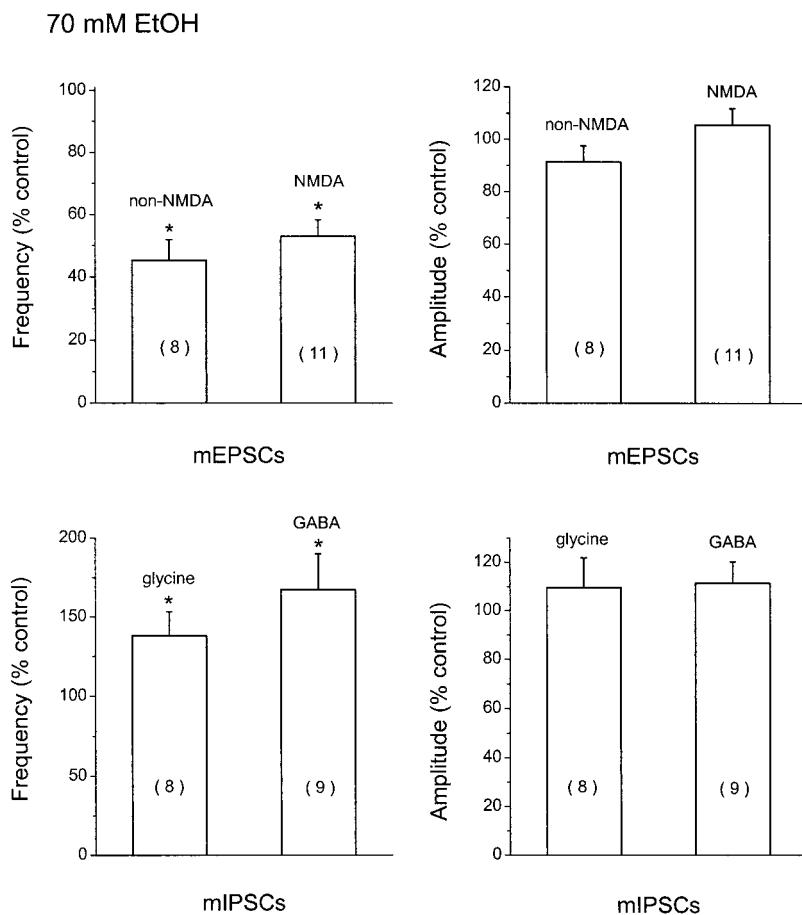 70 mM EtOH
Frequency (% control)
100
80
60
40
20
0
non-NMDA
*
NMDA
*
( 8 )
( 11 )
mEPSCs
Amplitude (% control)
120
100
80
60
40
20
0
non-NMDA
NMDA
( 8 )
( 11 )
mEPSCs
Frequency (% control)
200
150
100
50
0
glycine
*
GABA
*
( 8 )
( 9 )
mIPSCs
Amplitude (% control)
120
100
80
60
40
20
0
glycine
GABA
( 8 )
( 9 )
mIPSCs